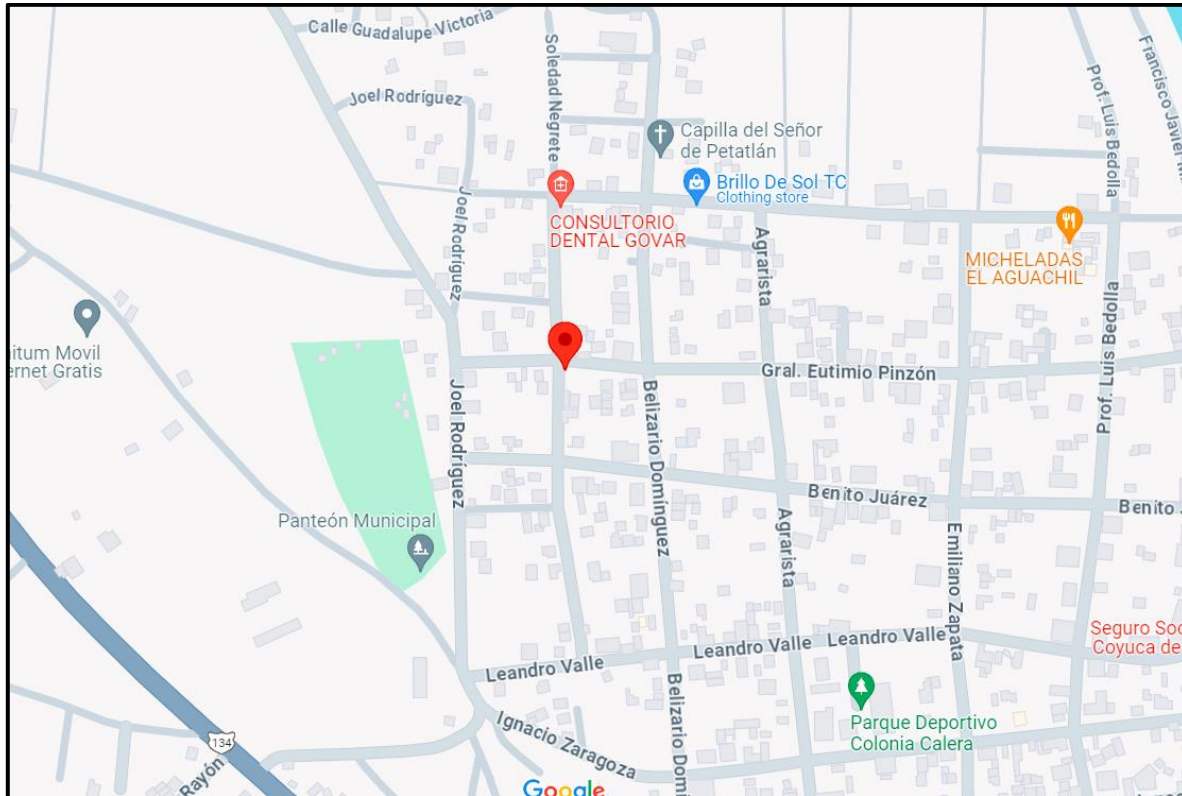 Calle Guadalupe Victoria
Soledad Negrete
Prof. Luis Bedolla
Joel Rodríguez
Capilla del Señor
de Petatlán
Brillo De Sol TC
Clothing store
Joel Rodríguez
CONSULTORIO
DENTAL GOVAR
Agrarista
MICHELADAS
EL AGUACHIL
Prof. Luis Bedolla
nitum Movil
ernet Gratis
Gral. Eutimio Pinzón
Joel Rodríguez
Belizario Domínguez
Benito Juárez
Benito J
Panteón Municipal
Agrarista
Emiliano Zapata
Leandro Valle
Leandro Valle
Leandro Valle
Seguro Soc
Coyuca de
Belizario Domí
Parque Deportivo
Colonia Calera
Ignacio Zaragoza
134
Rayón
Google